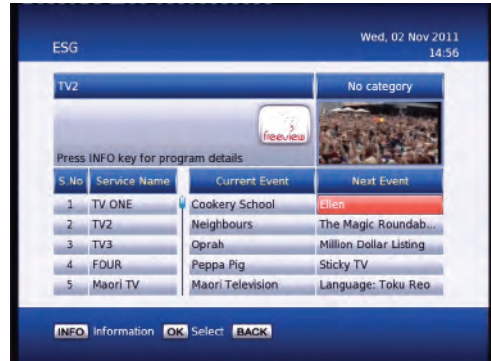 ESG
Wed, 02 Nov 2011
14:56
TV2
No category
freeview
Press INFO key for program details
S.No Service Name Current Event Next Event
1 TV ONE Cookery School Ellen
2 TV2 Neighbours The Magic Roundab...
3 TV3 Oprah Million Dollar Listing
4 FOUR Peppa Pig Sticky TV
5 Maori TV Maori Television Language: Toku Reo
INFO Information OK Select BACK